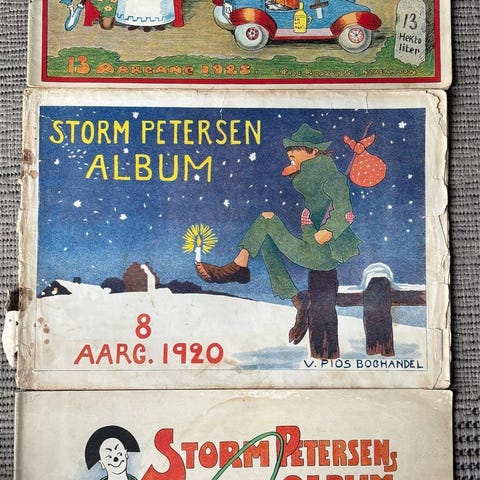 13 AARGANG 1925.
13
Hekto
liter
STORM PETERSEN
ALBUM
8
AARG. 1920
V. PIOS BOGHANDEL
STORM PETERSENS
ALBUM